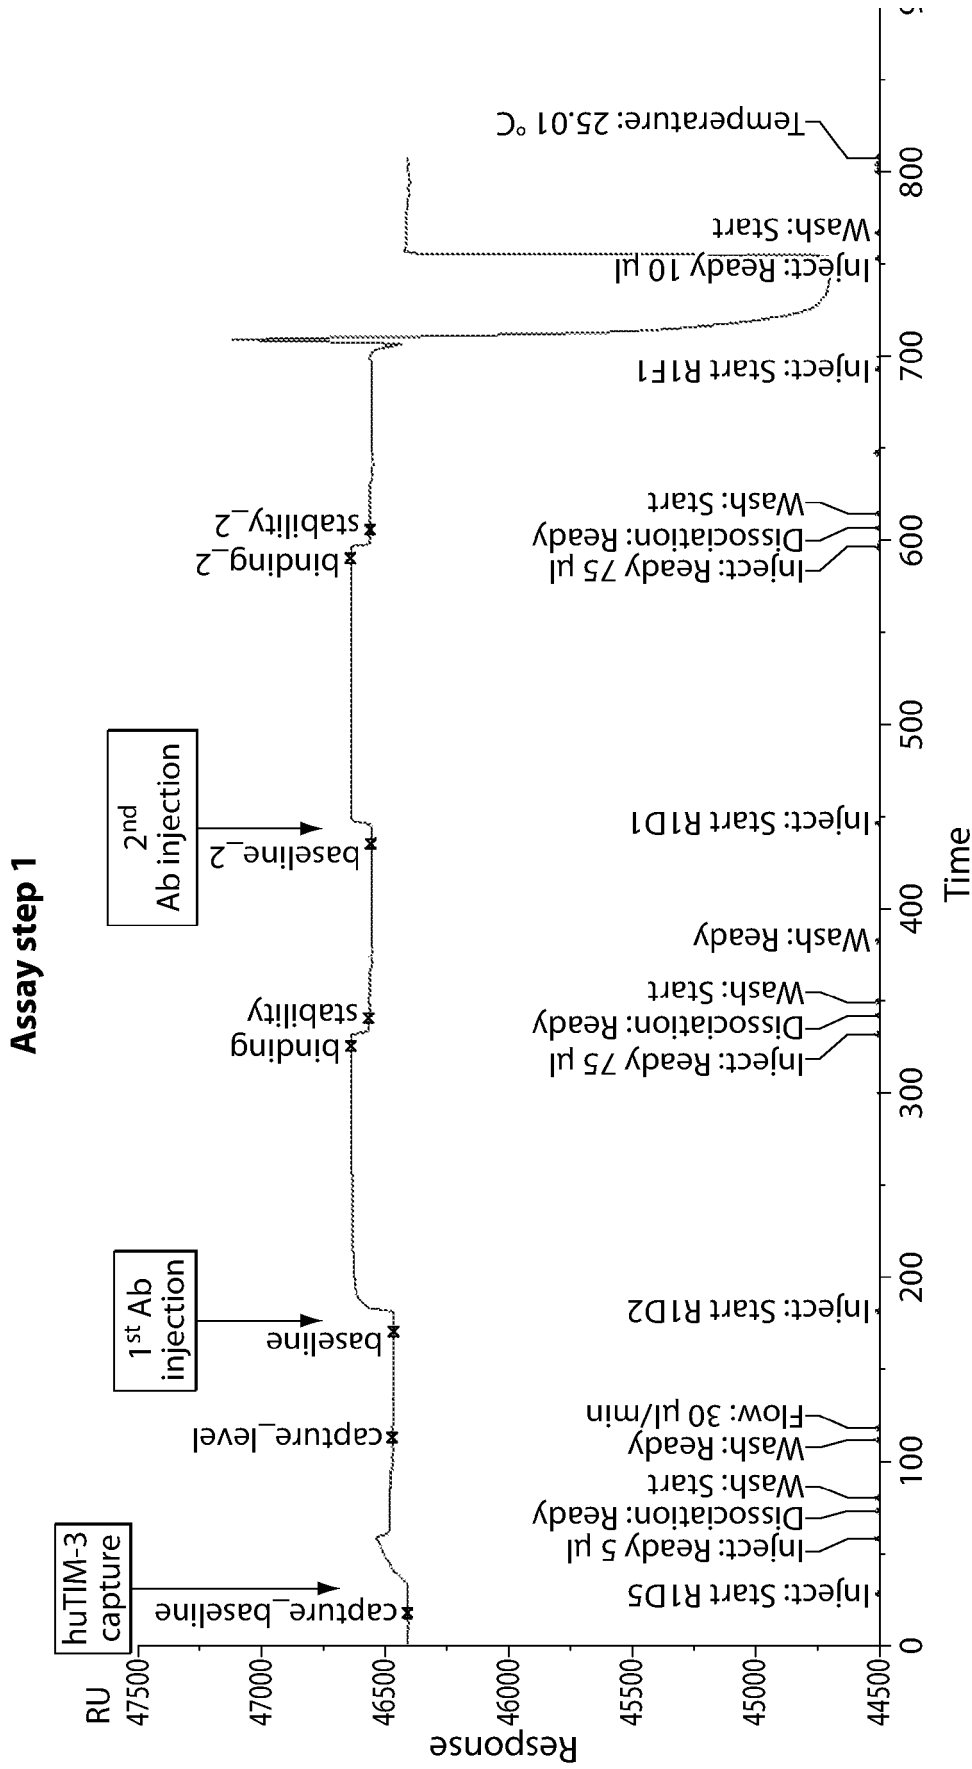 Assay step 1
huTIM-3
capture
1st Ab
injection
2nd
Ab injection
RU
47500
47000
46500
46000
45500
45000
44500
Response
capture_baseline
capture_level
baseline
binding
stability
baseline_2
binding_2
stability_2
Inject: Start R1D5
Inject: Ready 5 µl
Dissociation: Ready
Wash: Start
Wash: Ready
Flow: 30 µl/min
Inject: Start R1D2
Inject: Ready 75 µl
Dissociation: Ready
Wash: Start
Wash: Ready
Inject: Start R1D1
Inject: Ready 75 µl
Dissociation: Ready
Wash: Start
Inject: Start R1F1
Inject: Ready 10 µl
Wash: Start
Temperature: 25.01 °C
0
100
200
300
400
500
600
700
800
Time